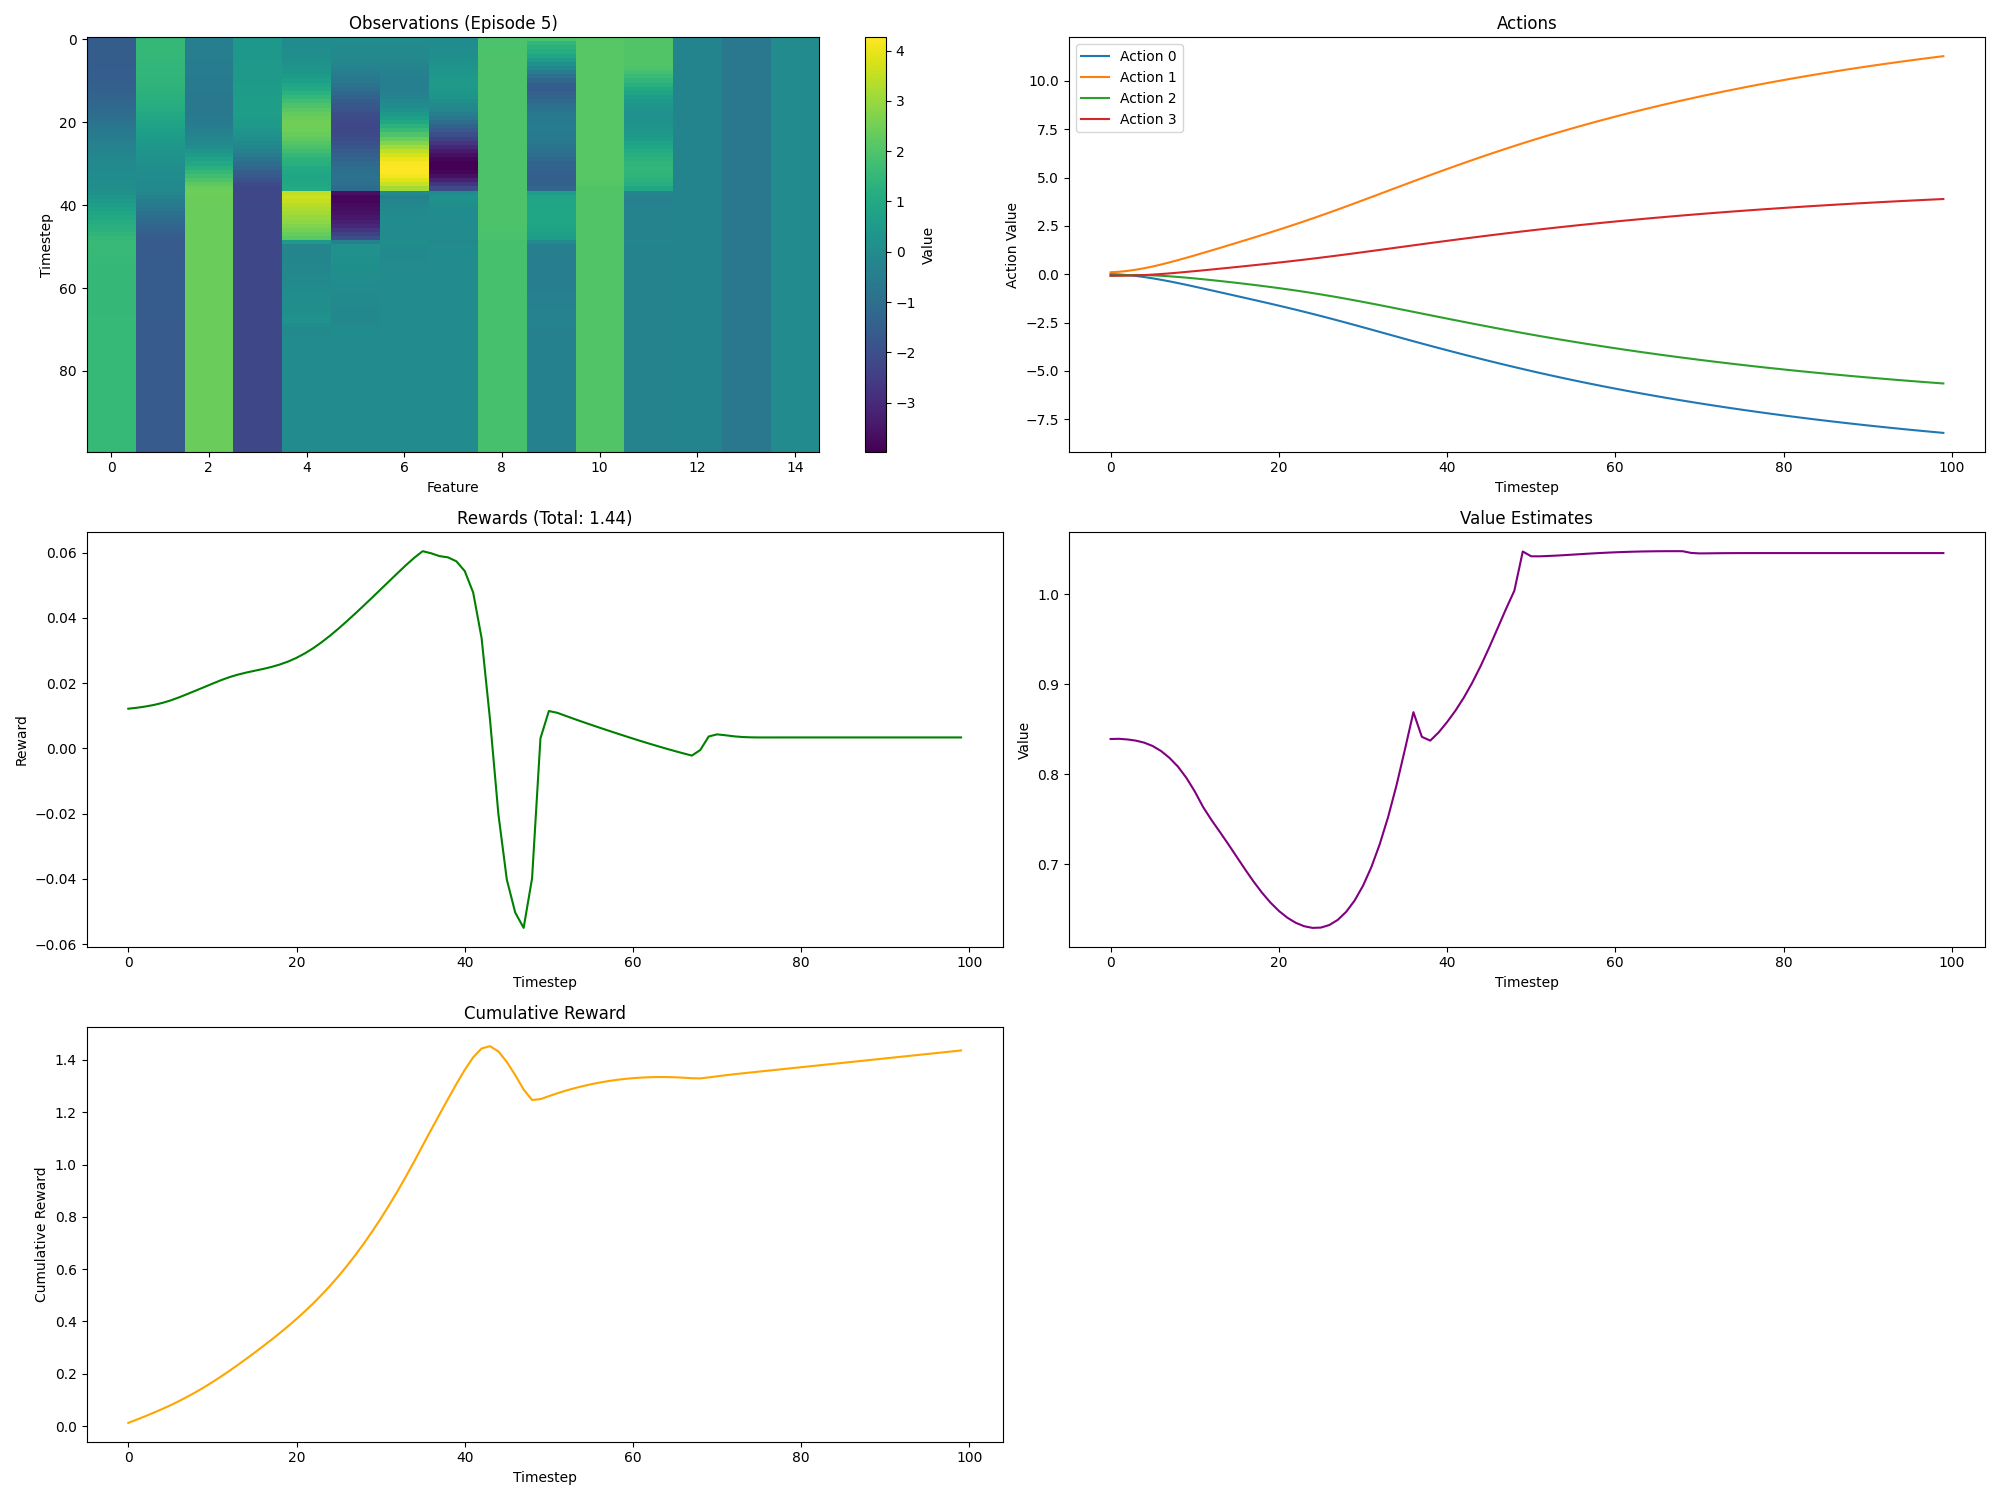 Observations (Episode 5)
0
20
40
60
80
Timestep
0 2 4 6 8 10 12 14
Feature
4
3
2
1
0
−1
−2
−3
Value
Actions
Action 0
Action 1
Action 2
Action 3
10.0
7.5
5.0
2.5
0.0
−2.5
−5.0
−7.5
Action Value
0 20 40 60 80 100
Timestep
Rewards (Total: 1.44)
0.06
0.04
0.02
0.00
−0.02
−0.04
−0.06
Reward
0 20 40 60 80 100
Timestep
Value Estimates
1.0
0.9
0.8
0.7
Value
0 20 40 60 80 100
Timestep
Cumulative Reward
1.4
1.2
1.0
0.8
0.6
0.4
0.2
0.0
Cumulative Reward
0 20 40 60 80 100
Timestep